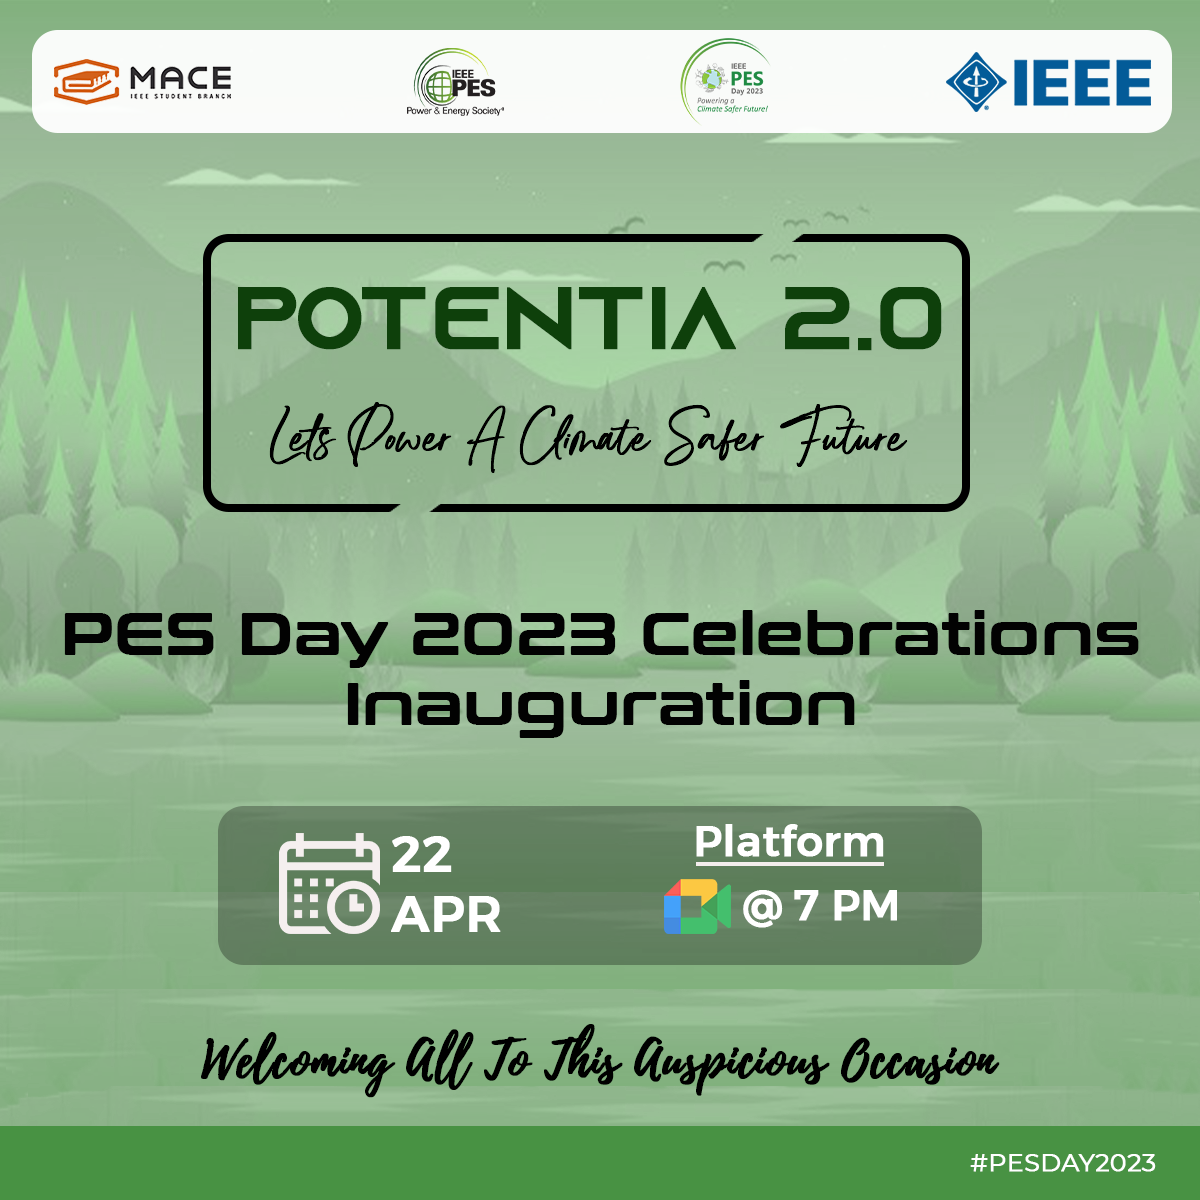 MACE
IEEE STUDENT BRANCH
IEEE
PES
Power & Energy Society®
IEEE
PES
Day 2023
Powering a
Climate Safer Future!
IEEE
POTENTIA 2.0
Lets Power A Climate Safer Future
PES Day 2023 Celebrations
Inauguration
22
APR
Platform
@ 7 PM
Welcoming All To This Auspicious Occasion
#PESDAY2023